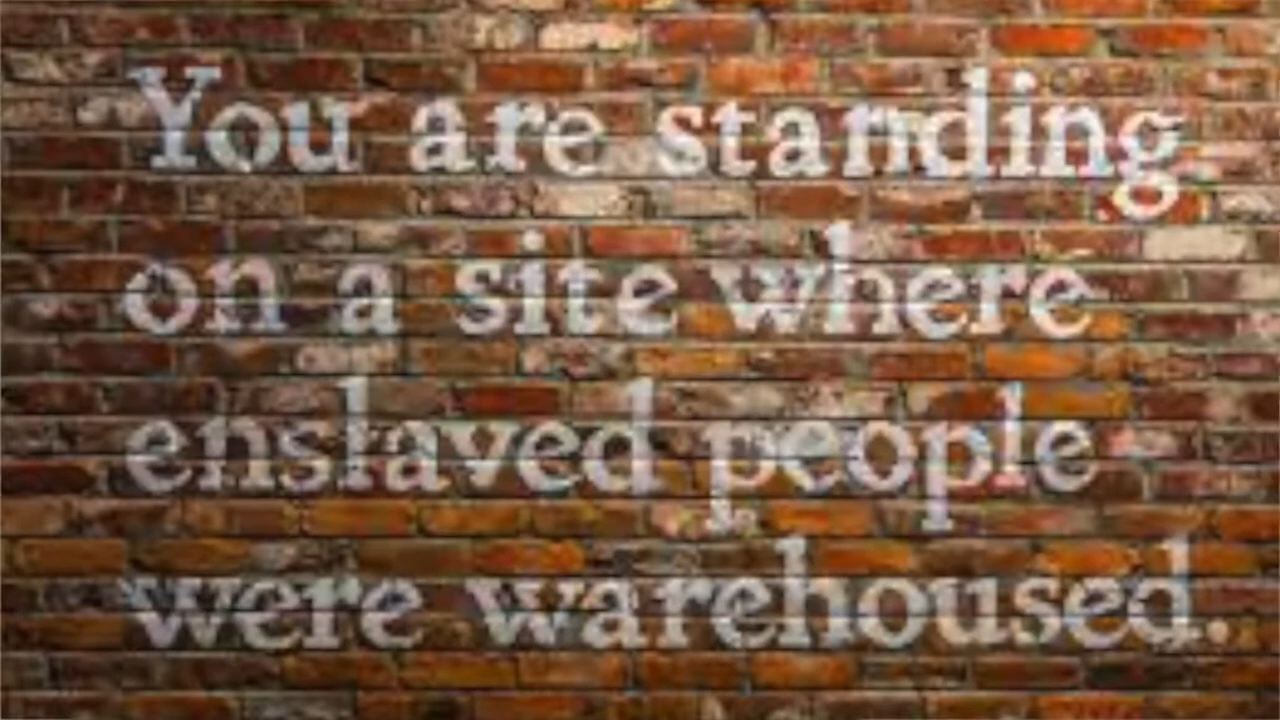 You are standing
on a site where
enslaved people
were warehoused.